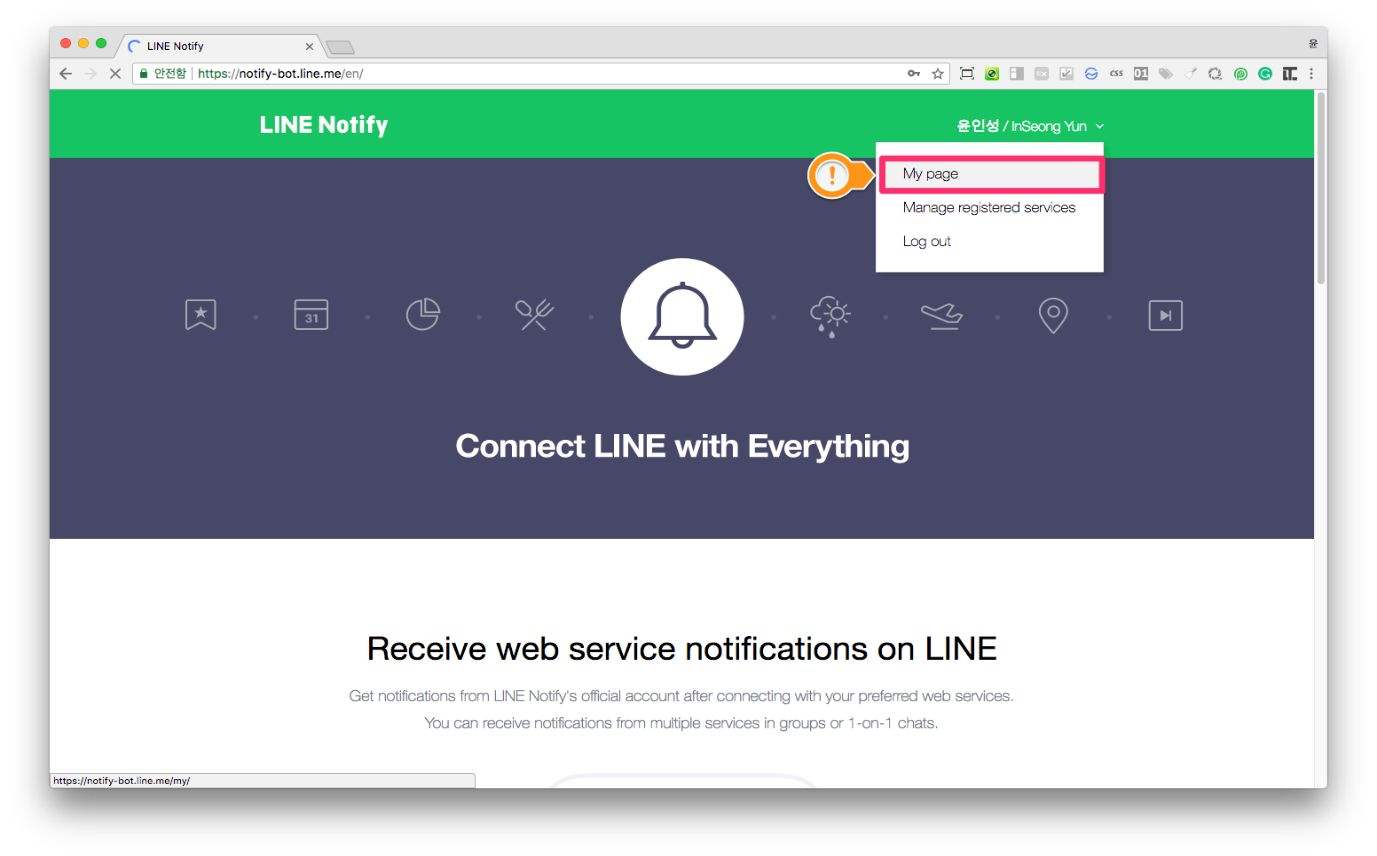 LINE Notify
윤
안전함 https://notify-bot.line.me/en/
css 01
LINE Notify
윤인성 / InSeong Yun
My page
Manage registered services
Log out
31
Connect LINE with Everything
Receive web service notifications on LINE
Get notifications from LINE Notify's official account after connecting with your preferred web services.
You can receive notifications from multiple services in groups or 1-on-1 chats.
https://notify-bot.line.me/my/